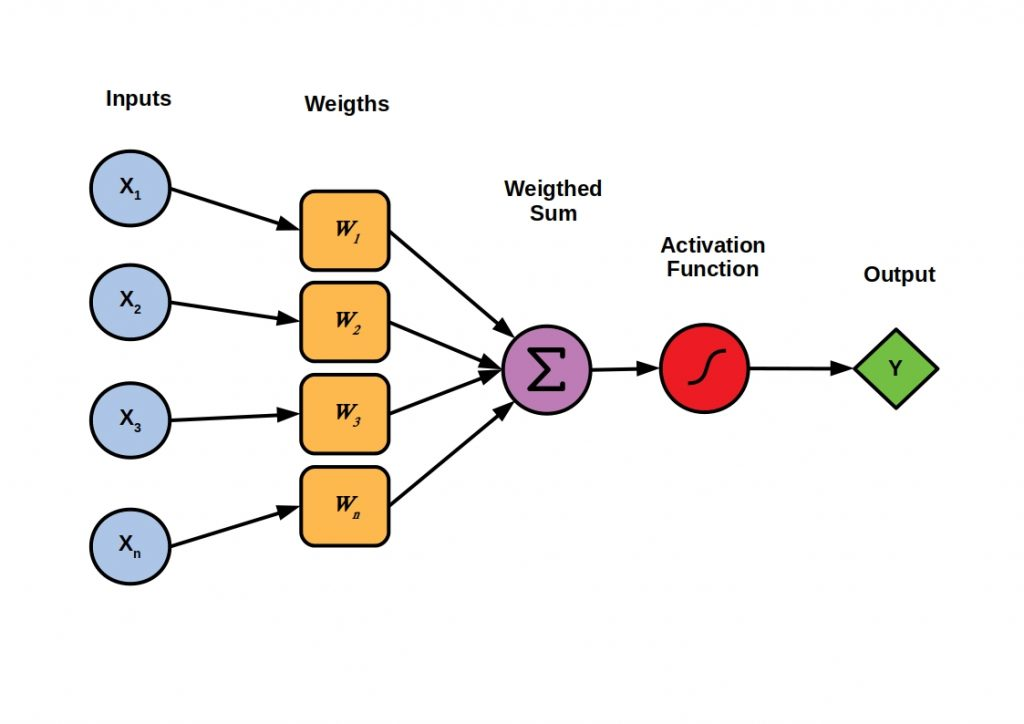 Inputs
Weigths
Weigthed
Sum
Activation
Function
Output
X1
X2
X3
Xn
W1
W2
W3
Wn
Σ
Y